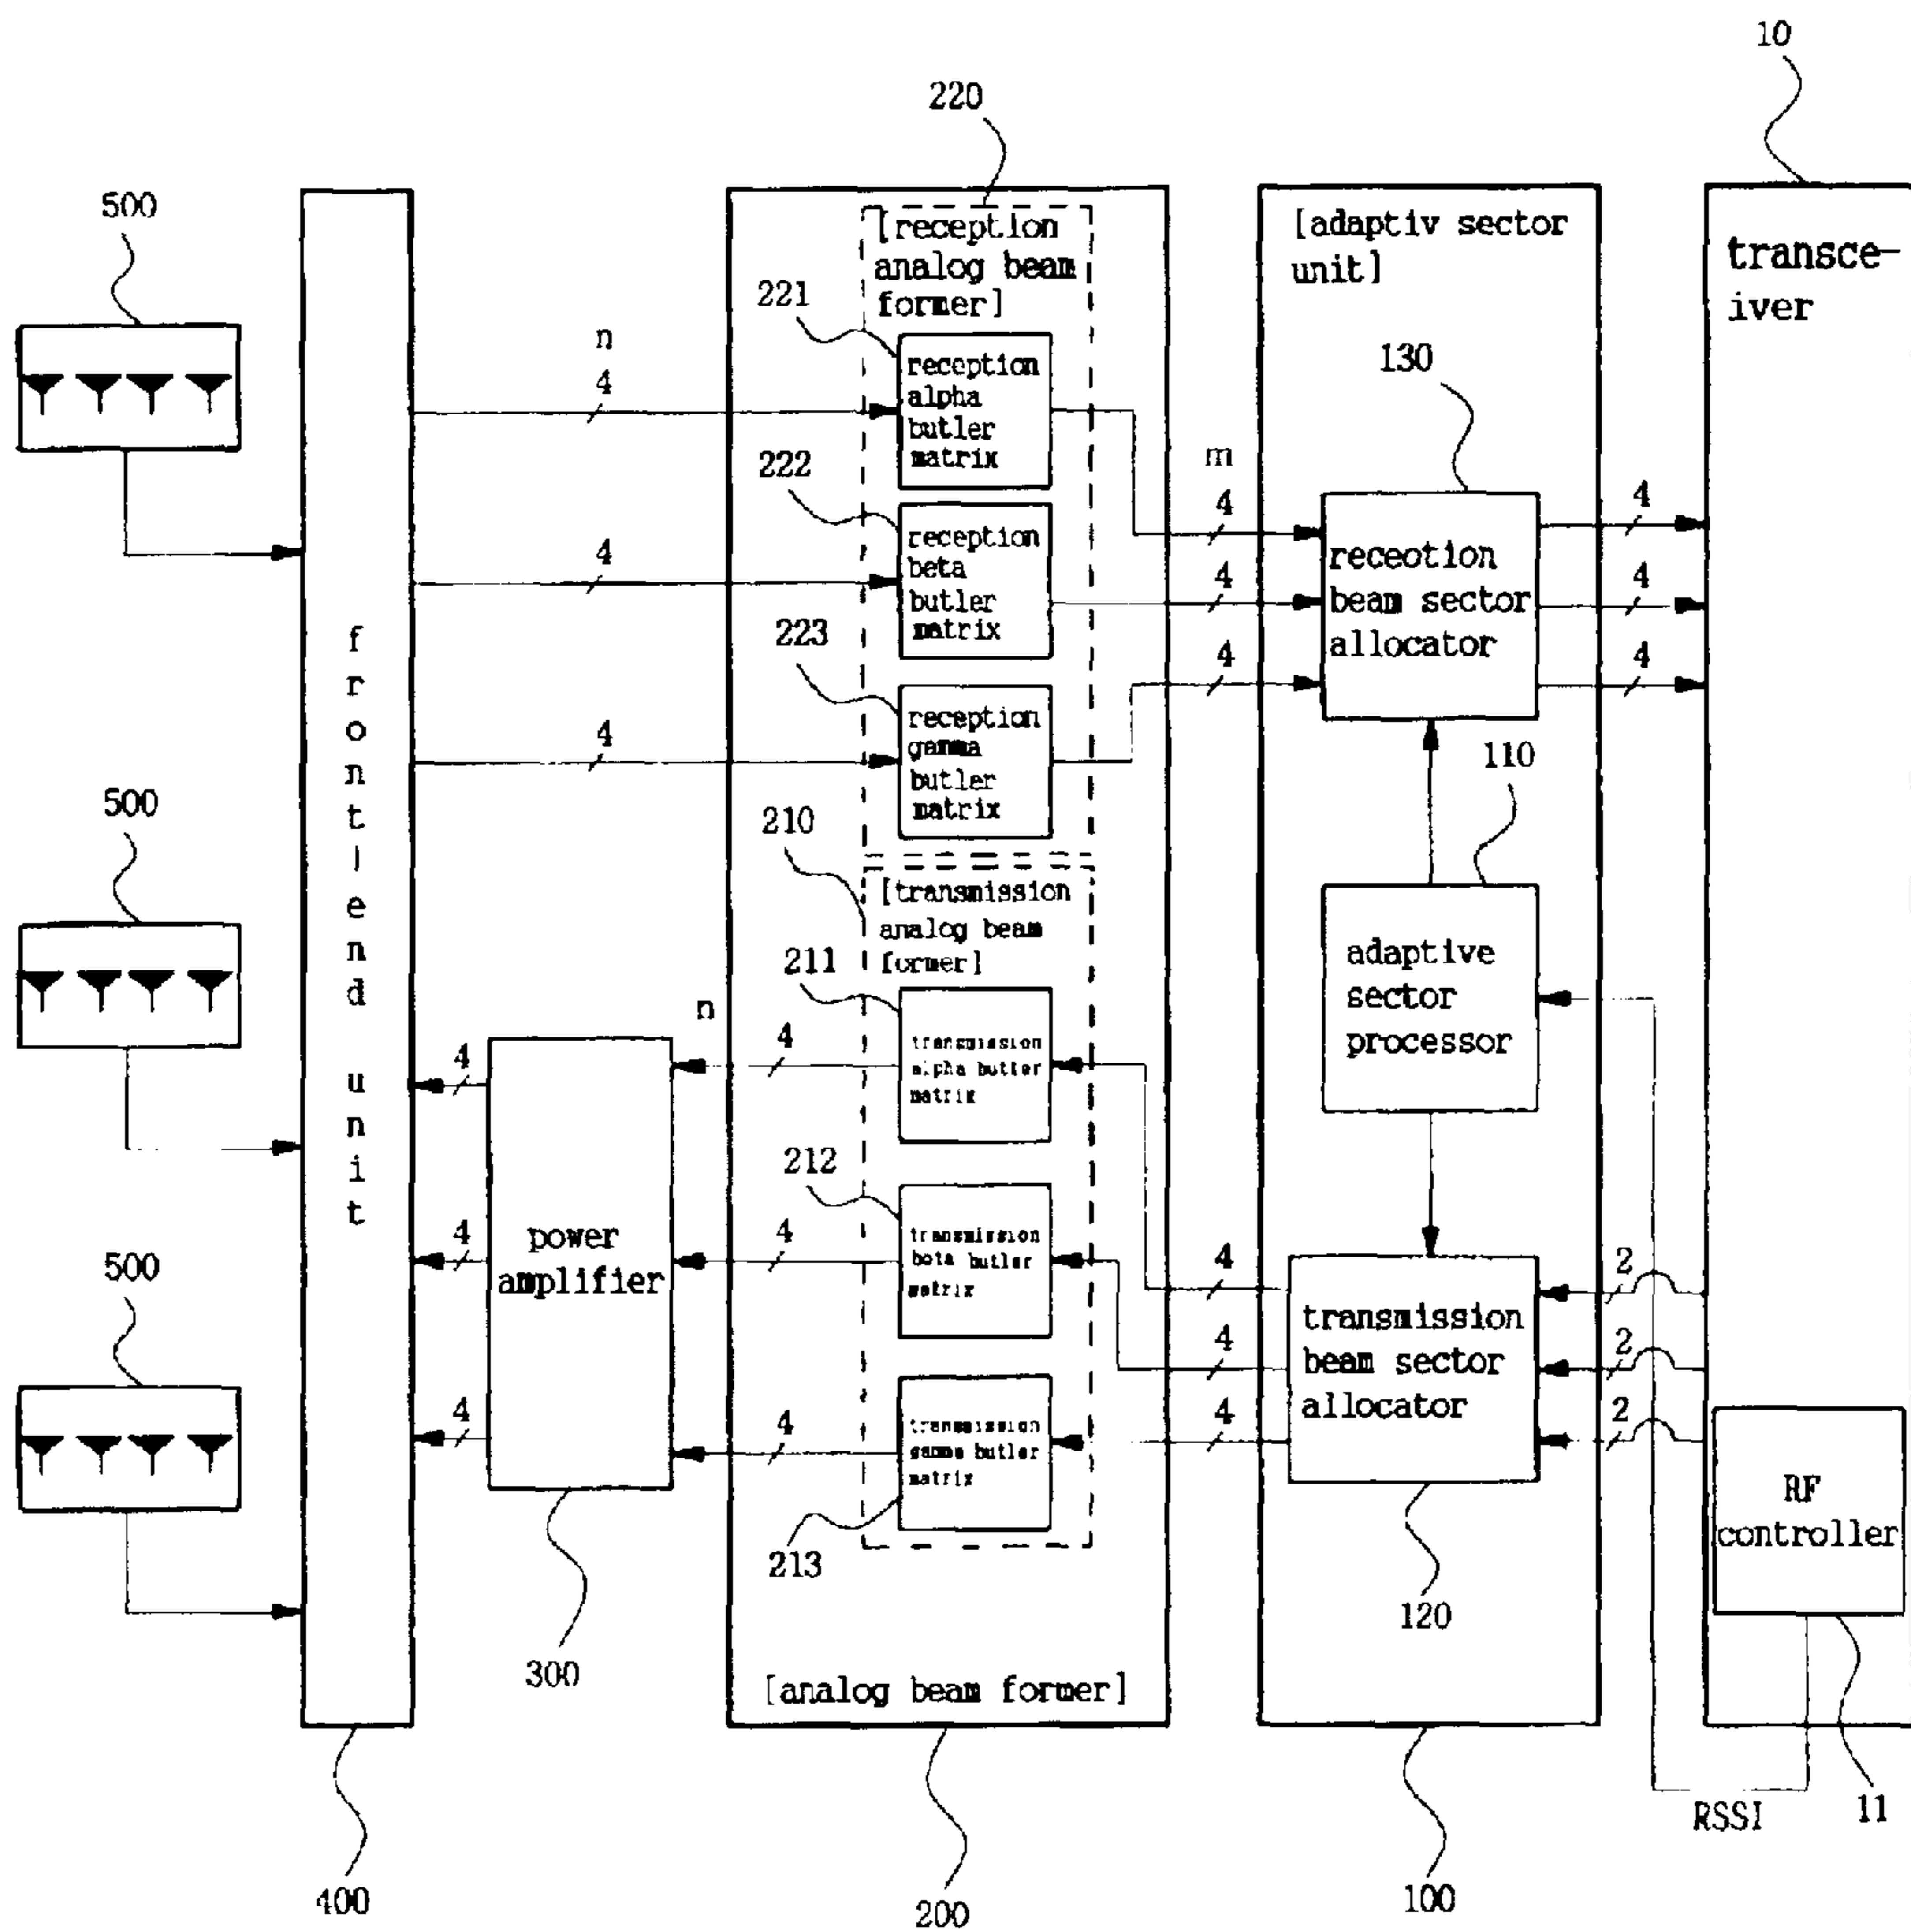 10
220
500
[reception
analog beam
former]
[adaptiv sector
unit]
transce-
iver
221
n
4
reception
alpha
butler
matrix
130
222
m
4
4
4
reception
beta
butler
matrix
4
receotion
beam sector
allocator
4
4
223
4
4
4
reception
gamma
butler
matrix
110
500
210
front-end unit
[transmission
analog beam
former]
adaptive
sector
processor
211
n
4
4
transmission
alpha butler
matrix
212
500
power
amplifier
4
4
transmission
beta butler
matrix
4
2
transmission
beam sector
allocator
4
2
4
4
transmission
gamma butler
matrix
4
2
RF
controller
213
300
120
[analog beam former]
RSSI
11
400
200
100